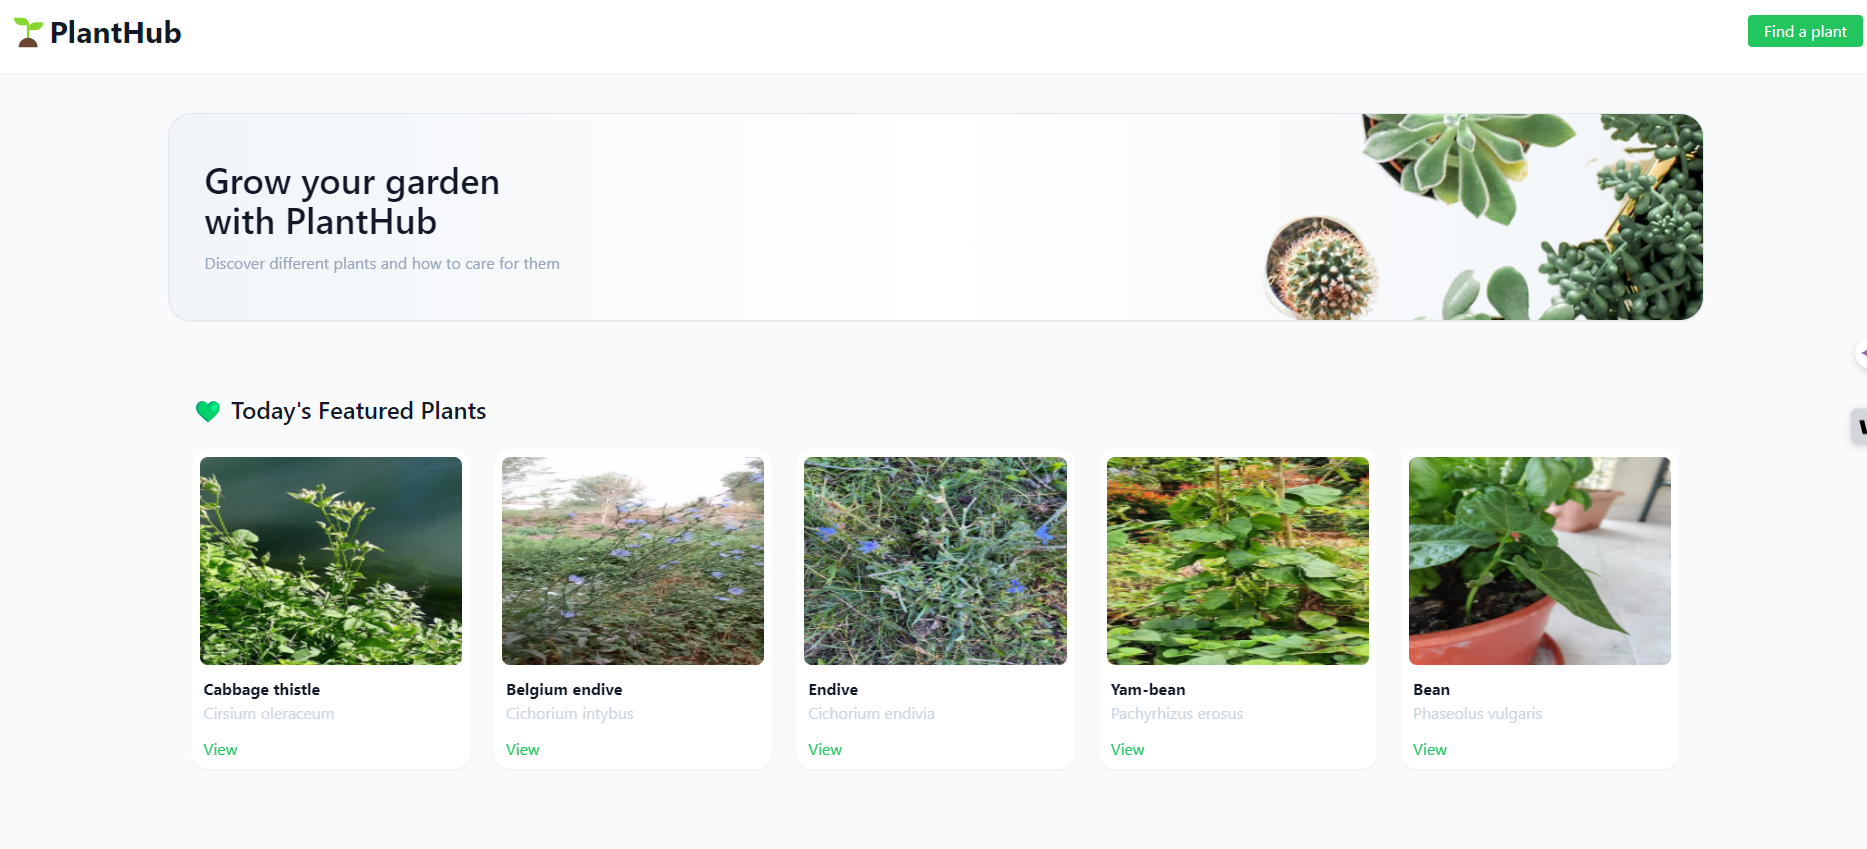 PlantHub
Find a plant
Grow your garden
with PlantHub
Discover different plants and how to care for them
Today's Featured Plants
Cabbage thistle
Cirsium oleraceum
View
Belgium endive
Cichorium intybus
View
Endive
Cichorium endivia
View
Yam-bean
Pachyrhizus erosus
View
Bean
Phaseolus vulgaris
View